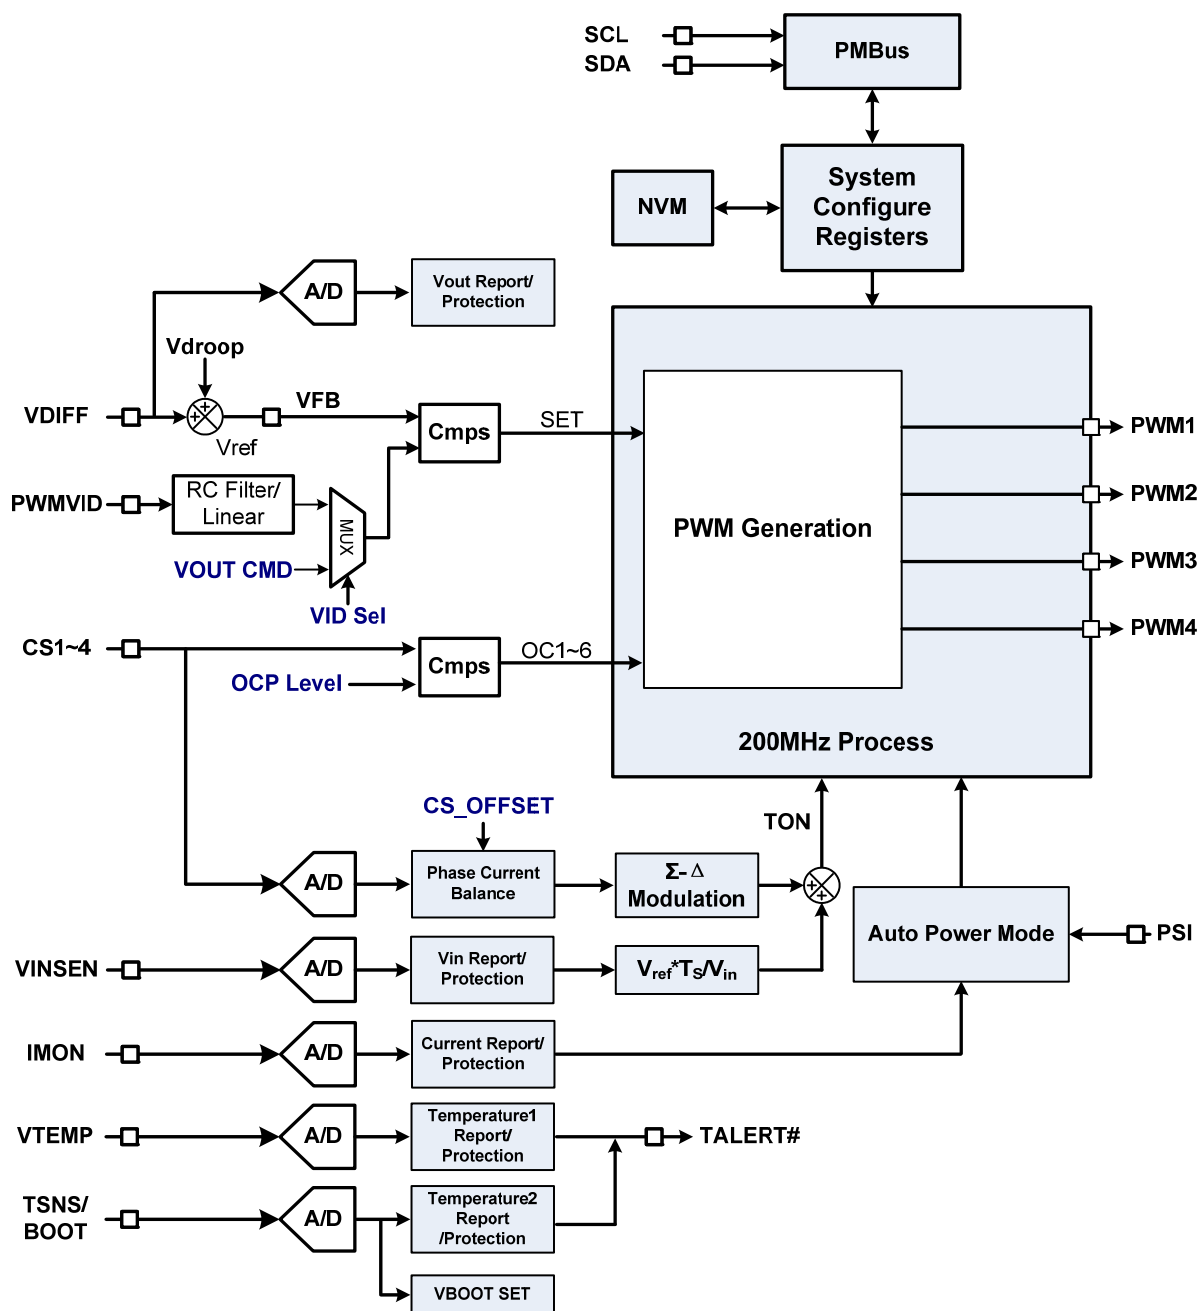 SCL
SDA
PMBus
NVM
System
Configure
Registers
A/D
Vout Report/
Protection
Vdroop
VDIFF
+
+
VFB
Vref
Cmps
SET
PWMVID
RC Filter/
Linear
MUX
VOUT CMD
VID Sel
PWM Generation
PWM1
PWM2
PWM3
PWM4
CS1~4
Cmps
OC1~6
OCP Level
200MHz Process
CS_OFFSET
TON
A/D
Phase Current
Balance
Σ-Δ
Modulation
+
+
Auto Power Mode
PSI
VINSEN
A/D
Vin Report/
Protection
Vref*TS/Vin
IMON
A/D
Current Report/
Protection
VTEMP
A/D
Temperature1
Report/
Protection
TALERT#
TSNS/
BOOT
A/D
Temperature2
Report
/Protection
VBOOT SET